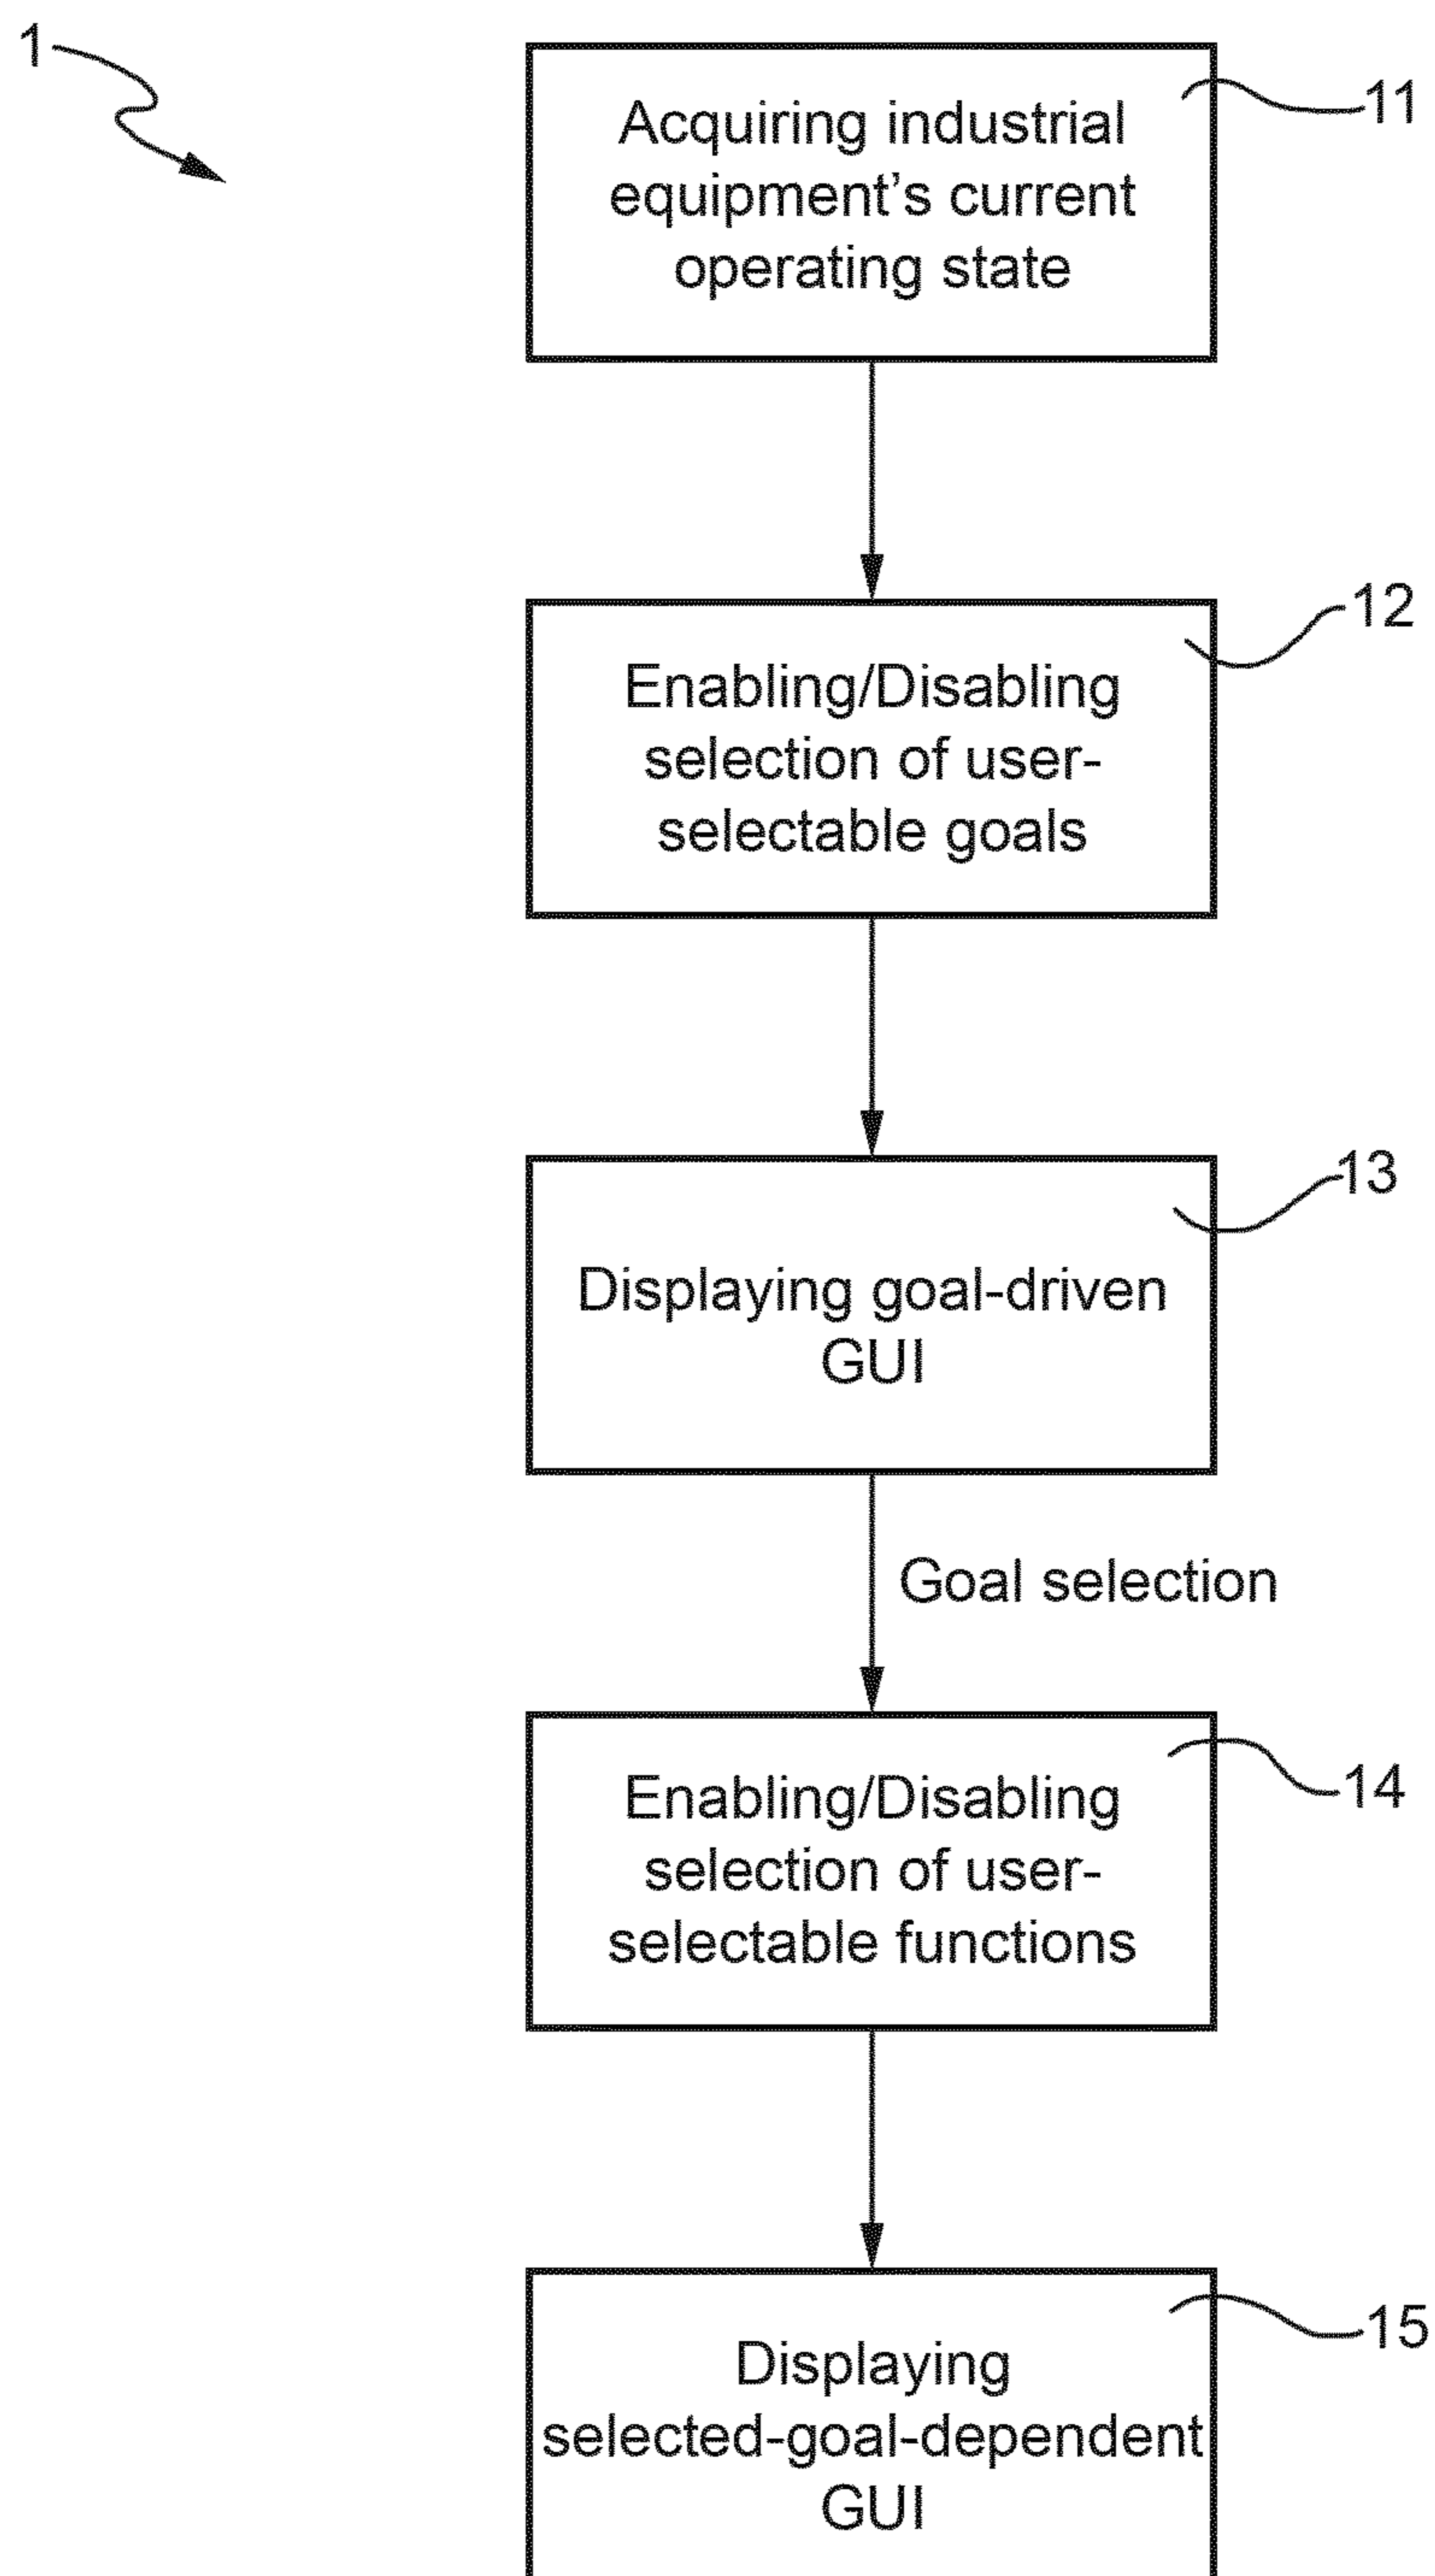 1
Acquiring industrial
equipment’s current
operating state
11
Enabling/Disabling
selection of user-
selectable goals
12
Displaying goal-driven
GUI
13
Goal selection
Enabling/Disabling
selection of user-
selectable functions
14
Displaying
selected-goal-dependent
GUI
15